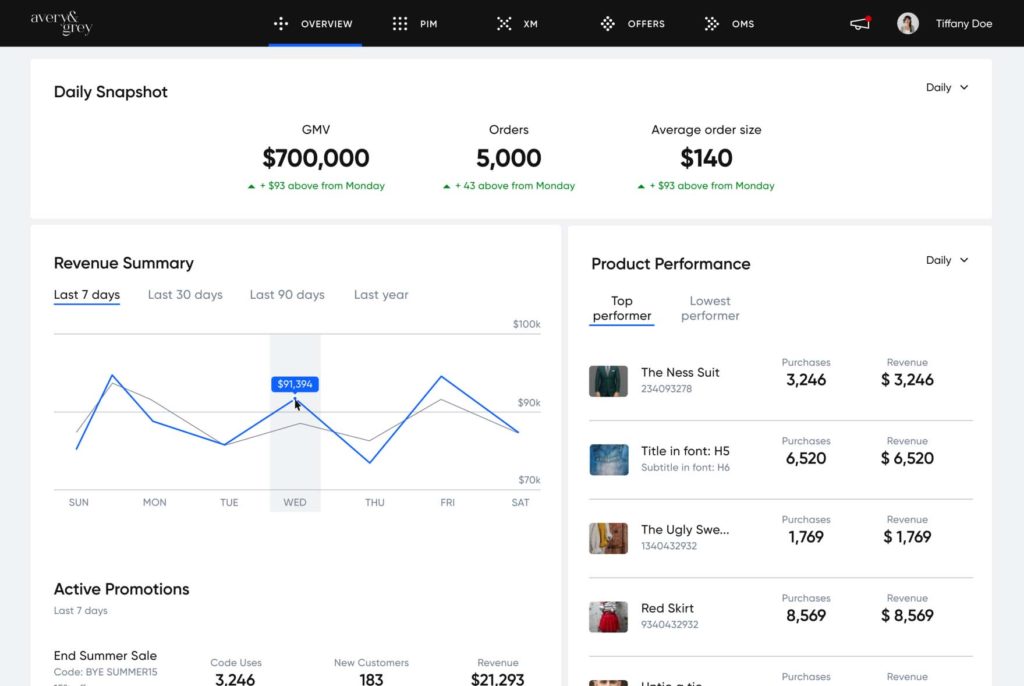 avery&
grey
OVERVIEW
PIM
XM
OFFERS
OMS
Tiffany Doe
Daily Snapshot
Daily
GMV
Orders
Average order size
$700,000
5,000
$140
+ $93 above from Monday
+ 43 above from Monday
+ $93 above from Monday
Revenue Summary
Last 7 days
Last 30 days
Last 90 days
Last year
$100k
$91,394
$90k
$70k
SUN
MON
TUE
WED
THU
FRI
SAT
Active Promotions
Last 7 days
End Summer Sale
Code: BYE SUMMER15
Code Uses
3,246
New Customers
183
Revenue
$21,293
Product Performance
Daily
Top
performer
Lowest
performer
The Ness Suit
234093278
Purchases
3,246
Revenue
$ 3,246
Title in font: H5
Subtitle in font: H6
Purchases
6,520
Revenue
$ 6,520
The Ugly Swe...
1340432932
Purchases
1,769
Revenue
$ 1,769
Red Skirt
9340432932
Purchases
8,569
Revenue
$ 8,569
Purchases
Revenue